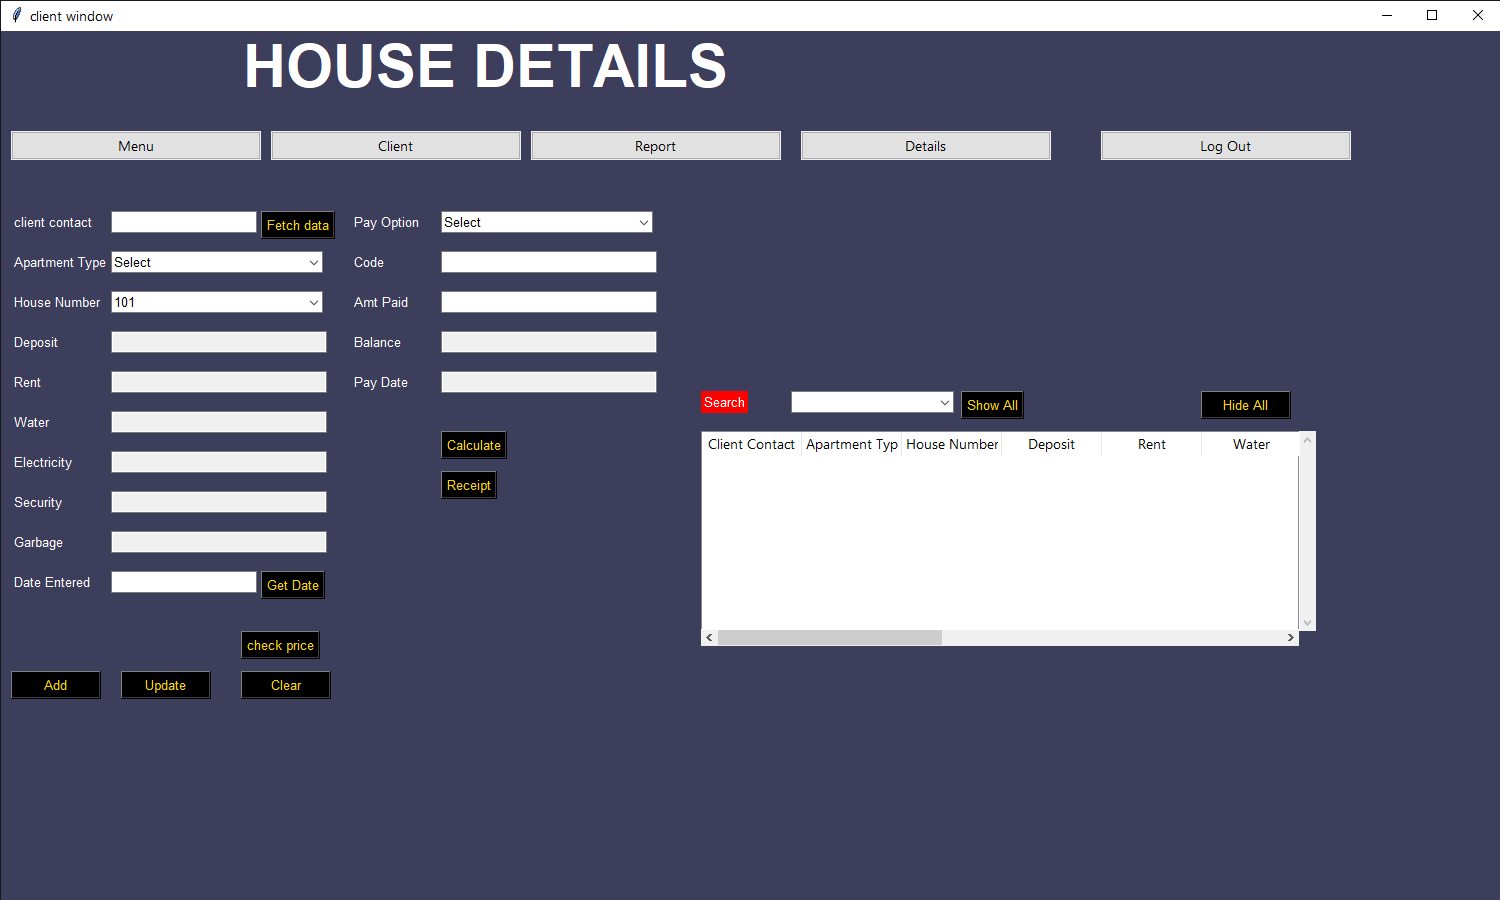 client window
HOUSE DETAILS
Menu
Client
Report
Details
Log Out
client contact
Fetch data
Pay Option
Select
Apartment Type
Select
Code
House Number
101
Amt Paid
Deposit
Balance
Rent
Pay Date
Search
Show All
Hide All
Water
Calculate
Client Contact
Apartment Typ
House Number
Deposit
Rent
Water
Electricity
Receipt
Security
Garbage
Date Entered
Get Date
check price
Add
Update
Clear